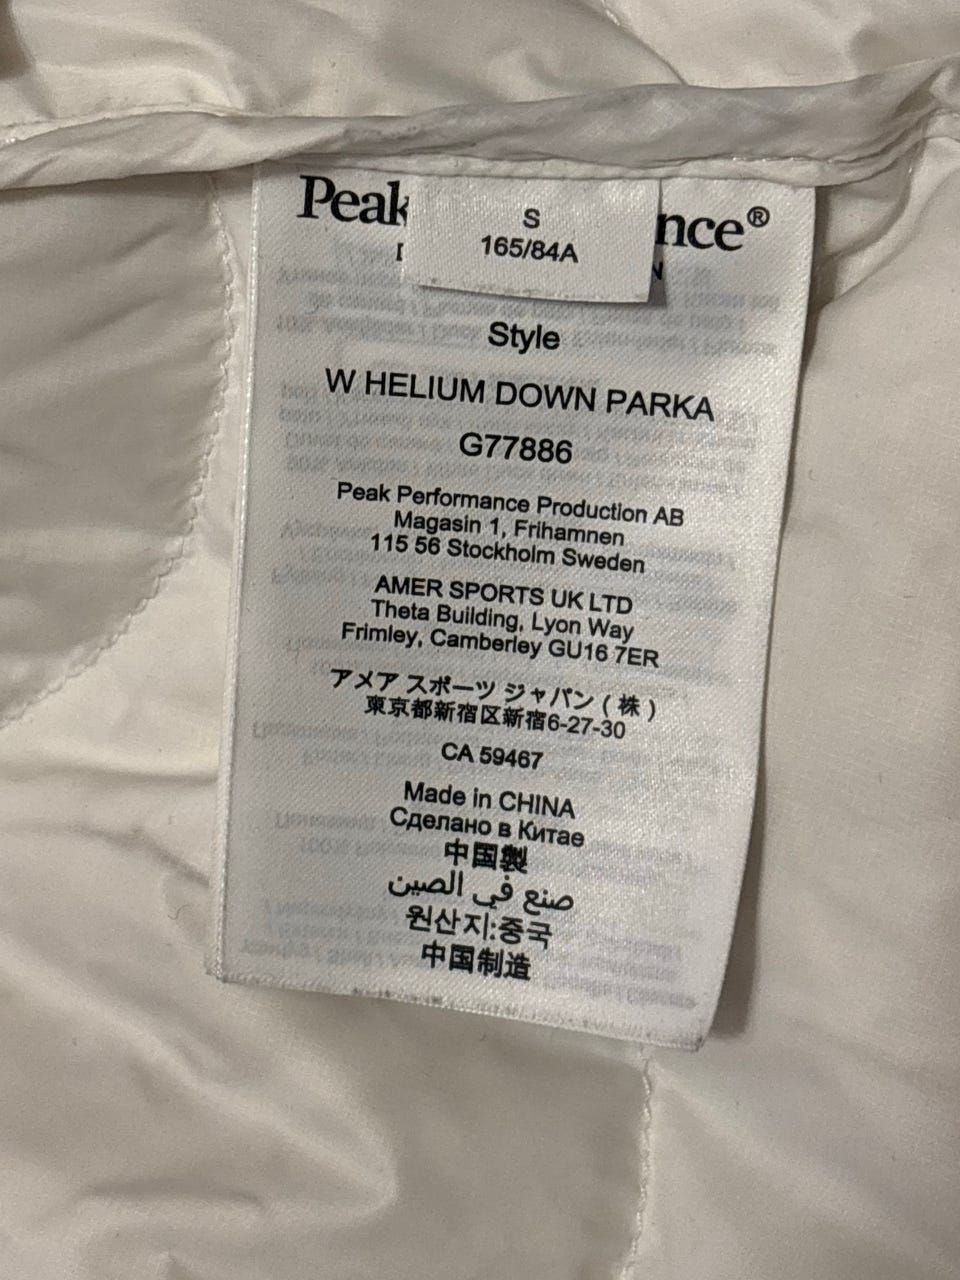 Peak nce®
S
165/84A
Style
W HELIUM DOWN PARKA
G77886
Peak Performance Production AB
Magasin 1, Frihamnen
115 56 Stockholm Sweden
AMER SPORTS UK LTD
Theta Building, Lyon Way
Frimley, Camberley GU16 7ER
アメア スポーツ ジャパン ( 株 )
東京都新宿区新宿6-27-30
CA 59467
Made in CHINA
Сделано в Китае
中国製
صنع في الصين
원산지:중국
中国制造